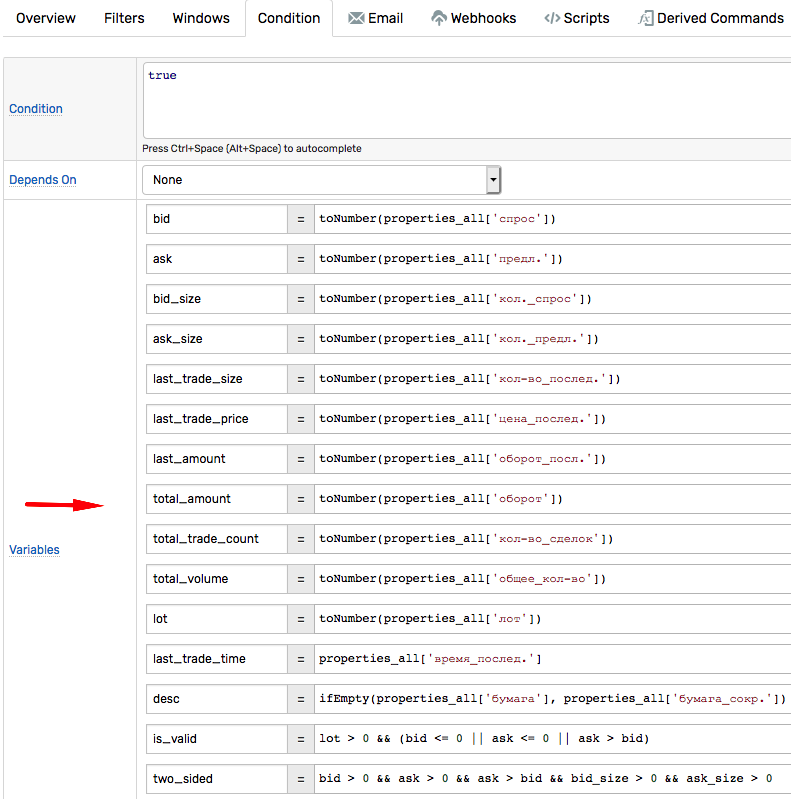 Overview Filters Windows Condition Email Webhooks Scripts Derived Commands
Condition
true
Press Ctrl+Space (Alt+Space) to autocomplete
Depends On
None
Variables
bid = toNumber(properties_all['спрос'])
ask = toNumber(properties_all['предл.'])
bid_size = toNumber(properties_all['кол._спрос'])
ask_size = toNumber(properties_all['кол._предл.'])
last_trade_size = toNumber(properties_all['кол-во_послед.'])
last_trade_price = toNumber(properties_all['цена_послед.'])
last_amount = toNumber(properties_all['оборот_посл.'])
total_amount = toNumber(properties_all['оборот'])
total_trade_count = toNumber(properties_all['кол-во_сделок'])
total_volume = toNumber(properties_all['общее_кол-во'])
lot = toNumber(properties_all['лот'])
last_trade_time = properties_all['время_послед.']
desc = ifEmpty(properties_all['бумага'], properties_all['бумага_сокр.'])
is_valid = lot > 0 && (bid <= 0 || ask <= 0 || ask > bid)
two_sided = bid > 0 && ask > 0 && ask > bid && bid_size > 0 && ask_size > 0